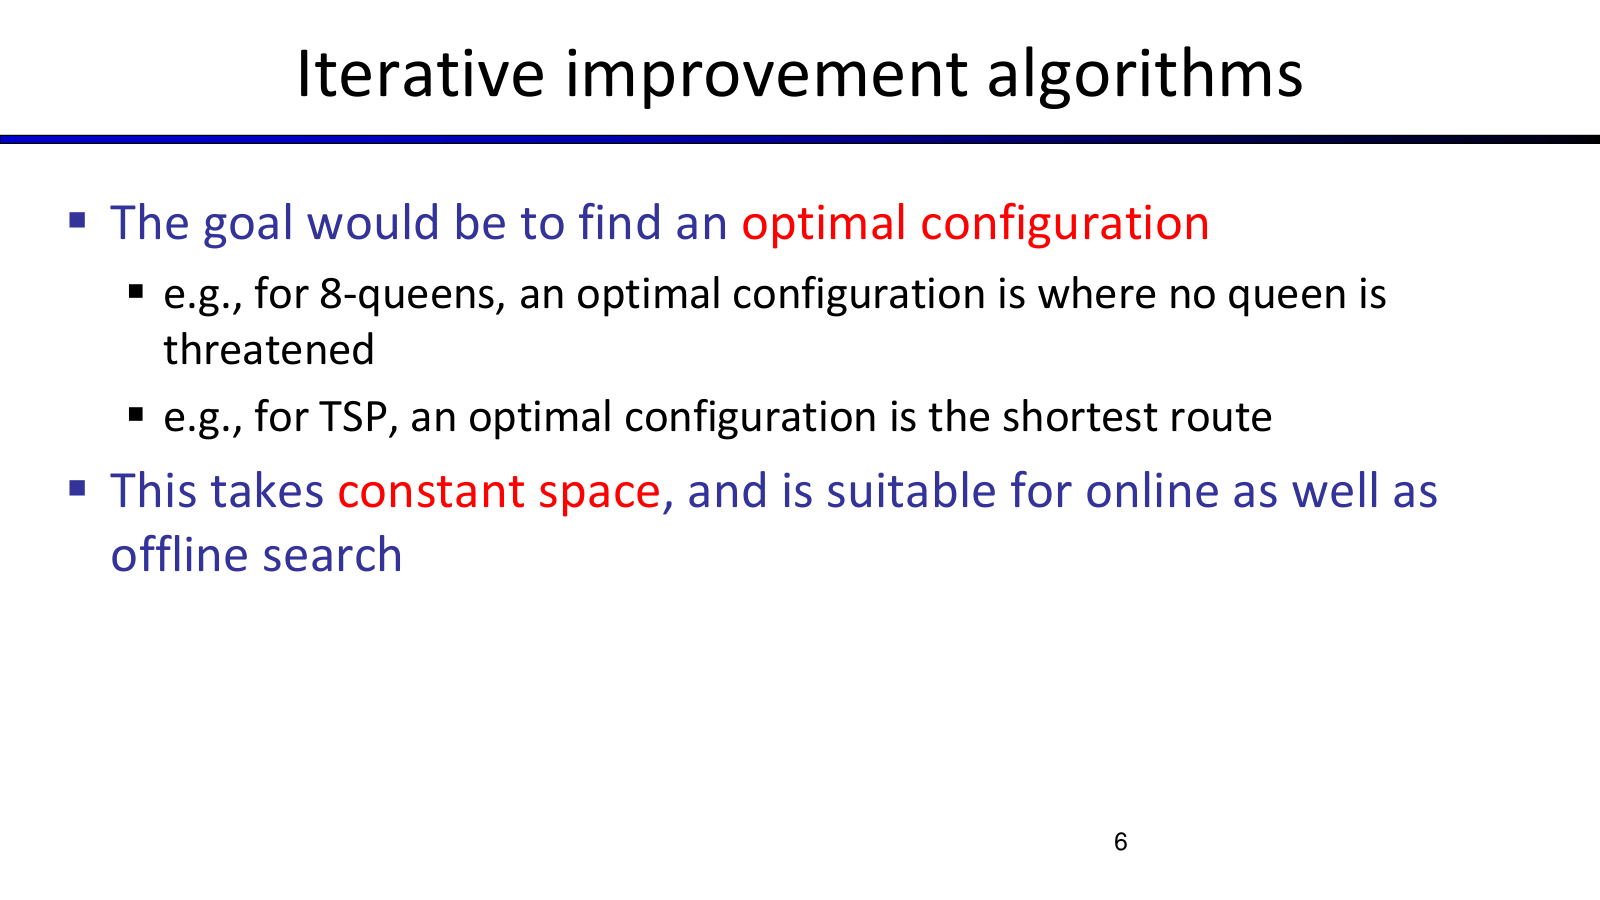 Iterative improvement algorithms
▪ The goal would be to find an optimal configuration
▪ e.g., for 8-queens, an optimal configuration is where no queen is
threatened
▪ e.g., for TSP, an optimal configuration is the shortest route
▪ This takes constant space, and is suitable for online as well as
offline search
6